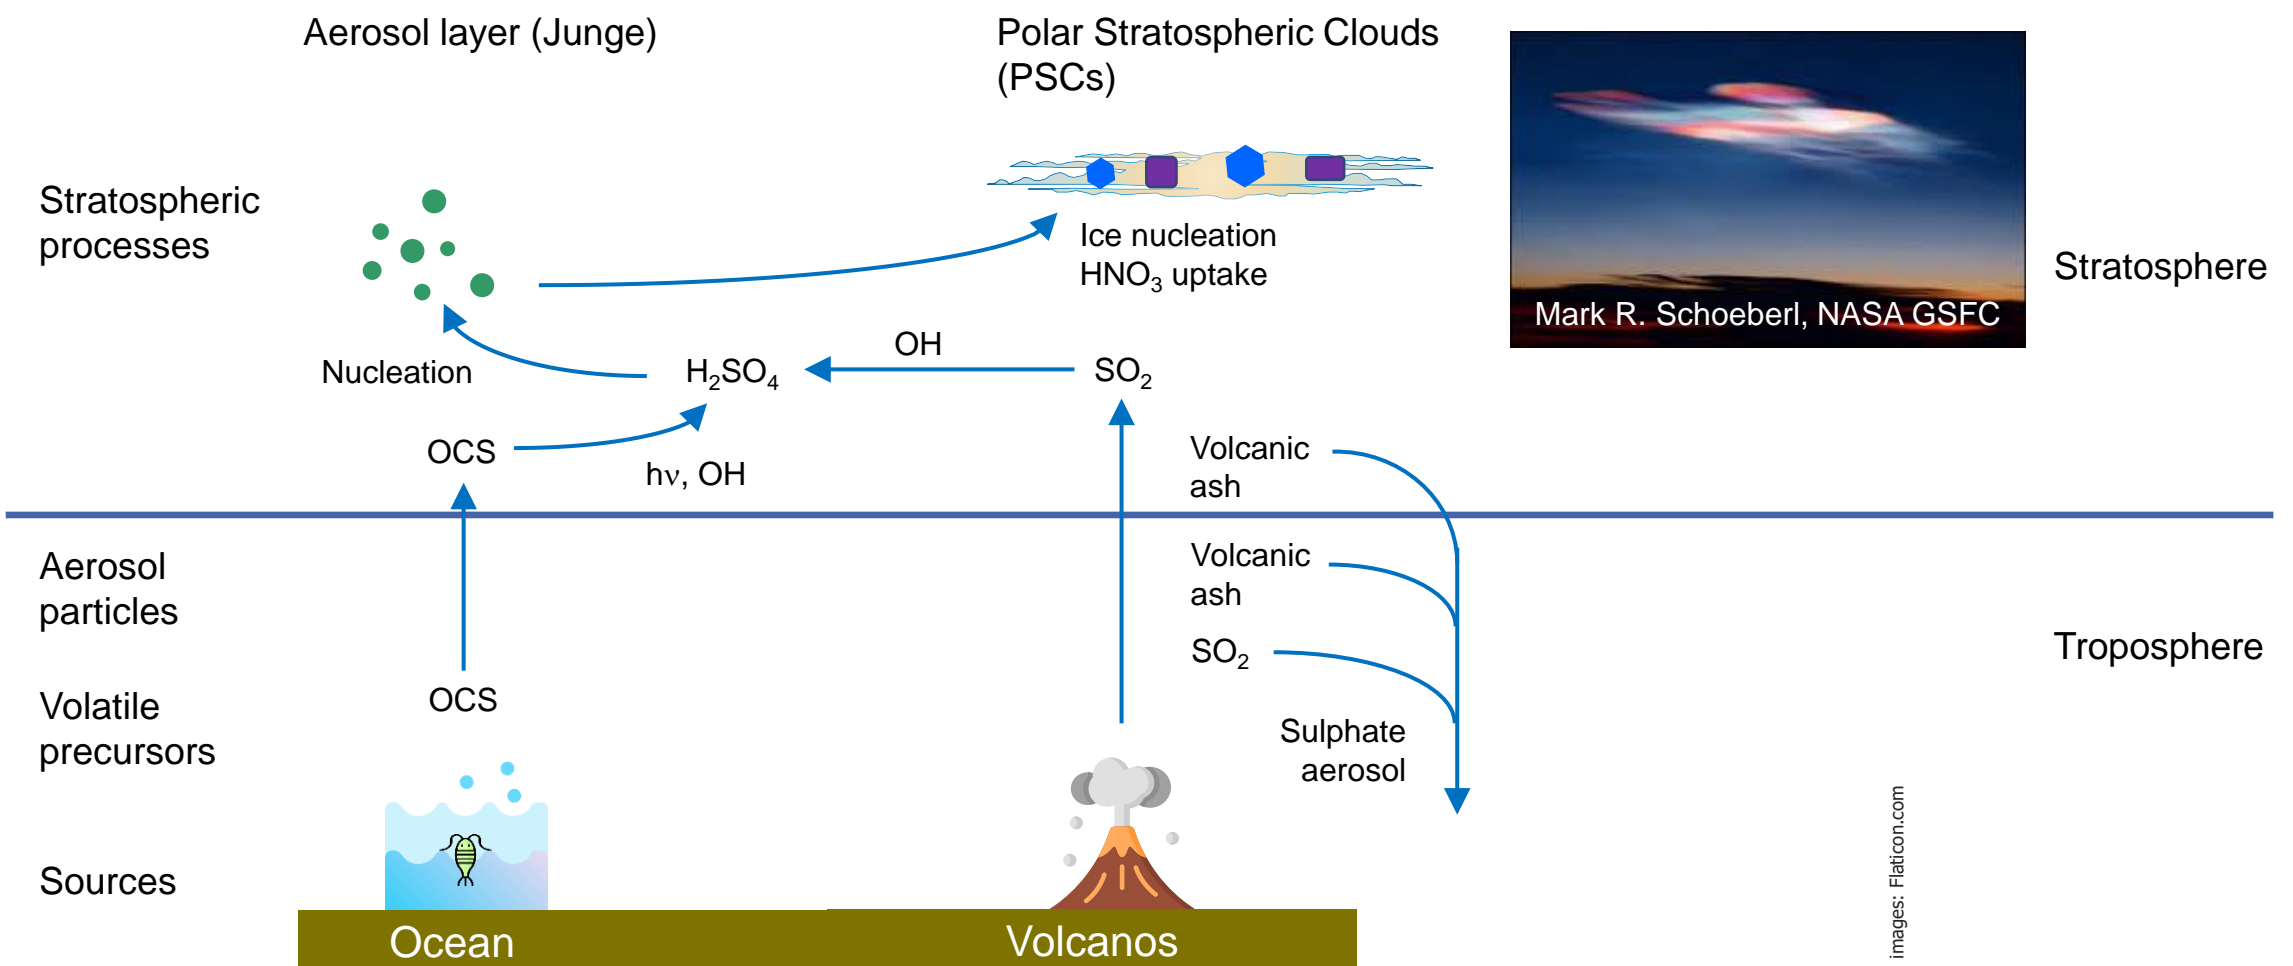 Aerosol layer (Junge)
Polar Stratospheric Clouds
(PSCs)
Stratospheric
processes
Ice nucleation
HNO₃ uptake
Mark R. Schoeberl, NASA GSFC
Stratosphere
Nucleation
H₂SO₄
OH
SO₂
OCS
hν, OH
Volcanic
ash
Aerosol
particles
Volcanic
ash
SO₂
Troposphere
OCS
Volatile
precursors
Sulphate
aerosol
Sources
images: Flaticon.com
Ocean
Volcanos